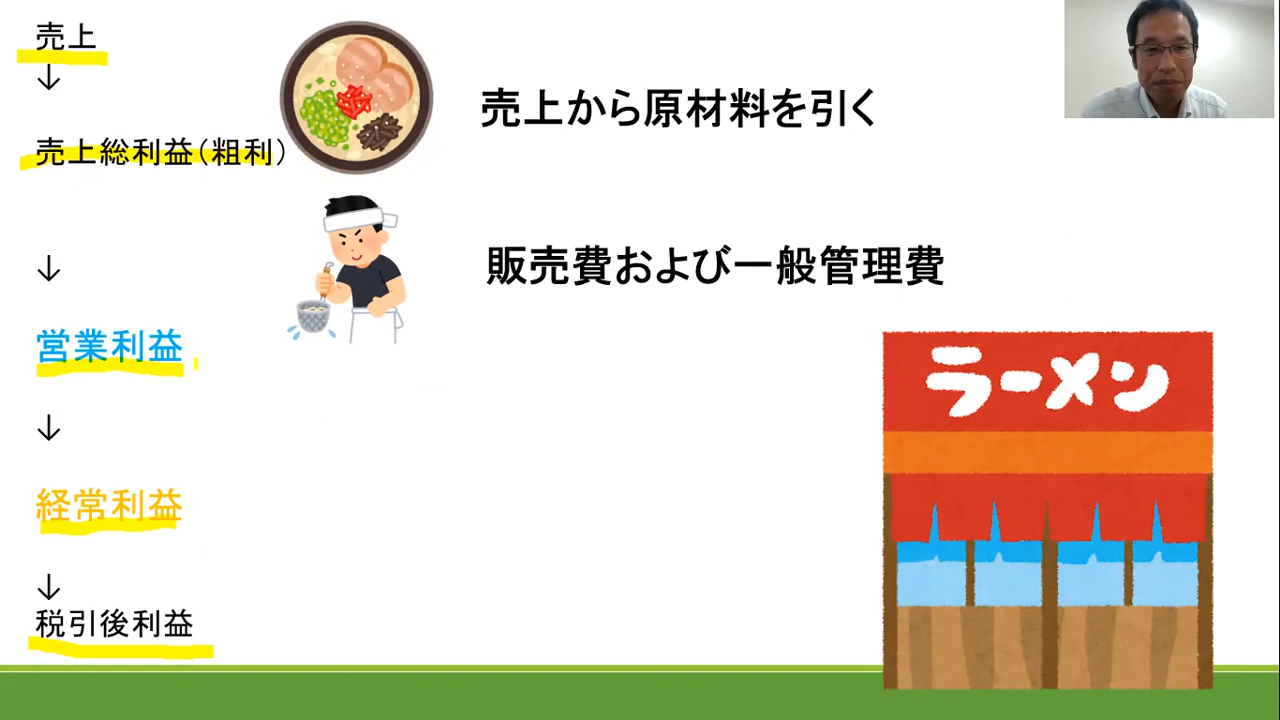 売上
↓
売上総利益(粗利)
売上から原材料を引く
↓
販売費および一般管理費
営業利益
↓
経常利益
↓
税引後利益
ラーメン